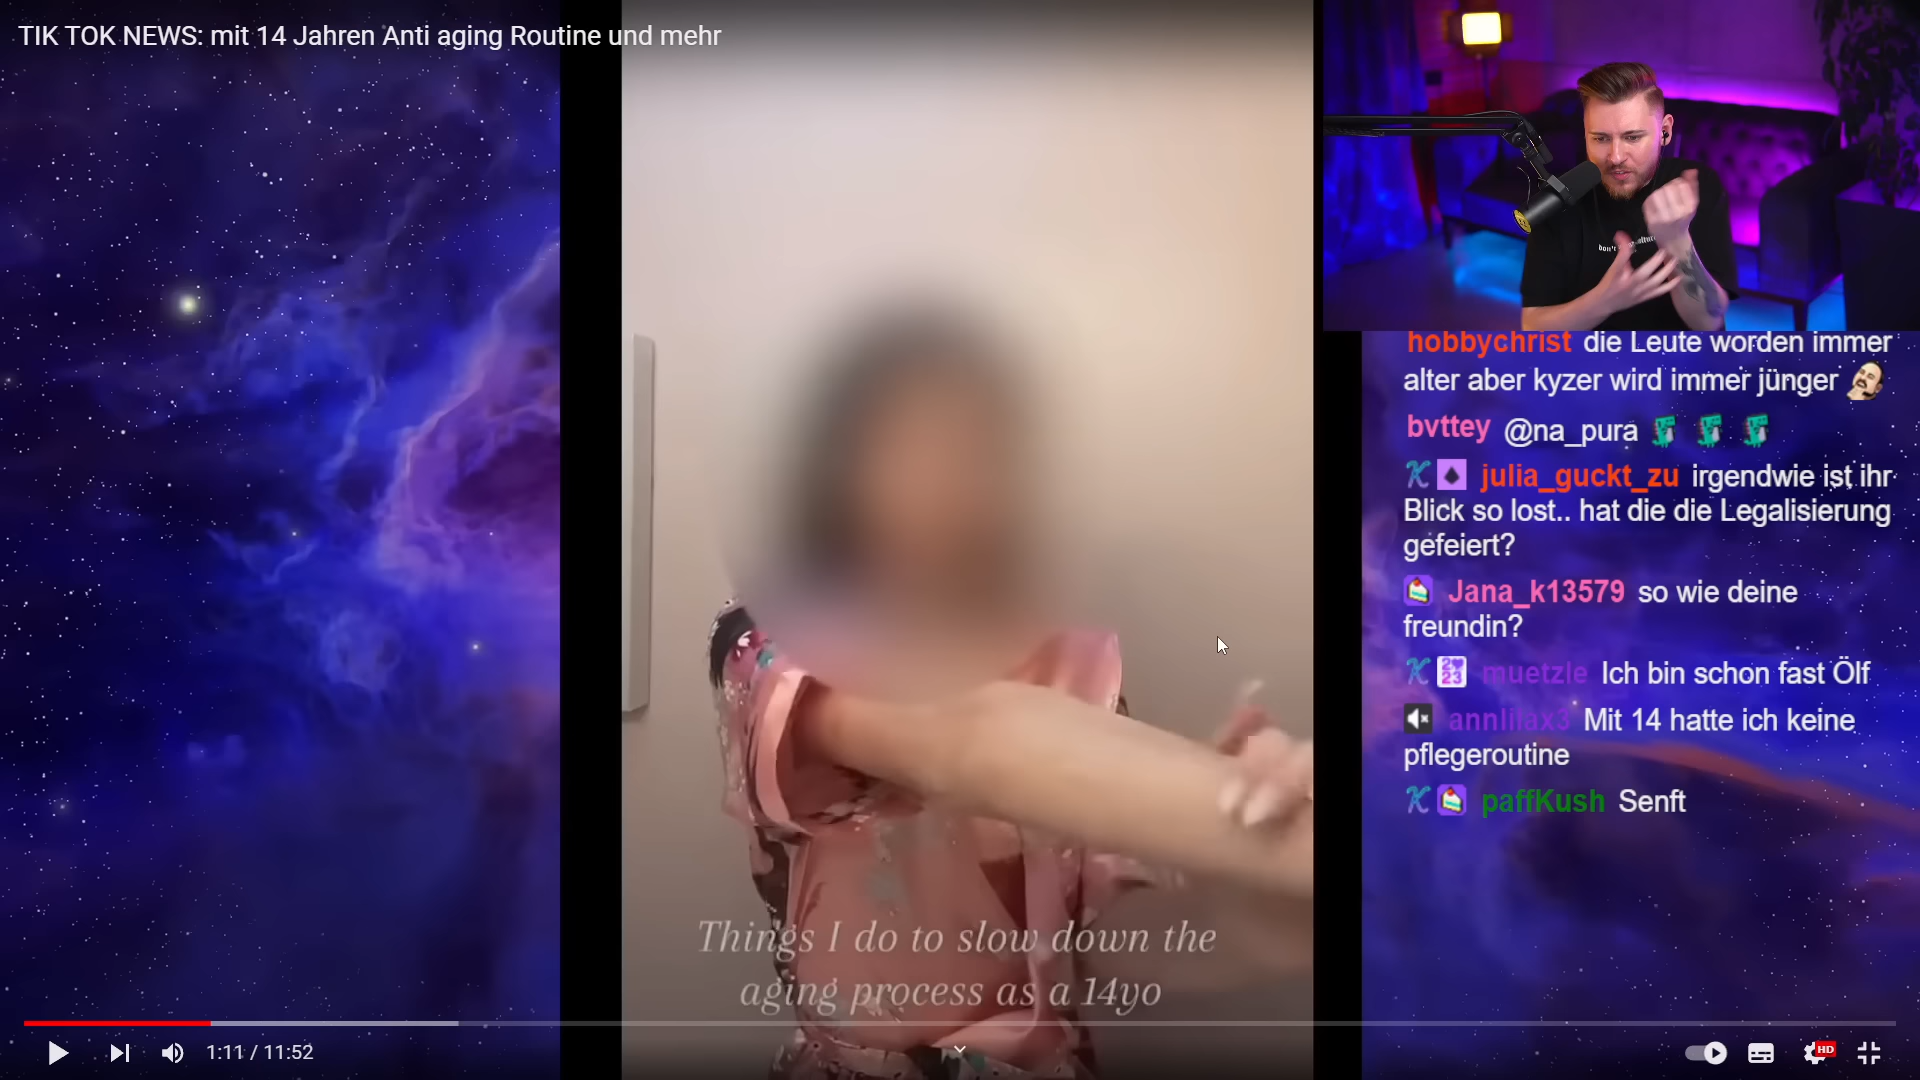 TIK TOK NEWS: mit 14 Jahren Anti aging Routine und mehr
hobbychrist die Leute worden immer
alter aber kyzer wird immer jünger
bvttey @na_pura
julia_guckt_zu irgendwie ist ihr
Blick so lost.. hat die die Legalisierung
gefeiert?
Jana_k13579 so wie deine
freundin?
muetzle Ich bin schon fast Ölf
annlilax3 Mit 14 hatte ich keine
pflegeroutine
paffKush Senft
Things I do to slow down the
aging process as a 14yo
1:11 / 11:52
HD